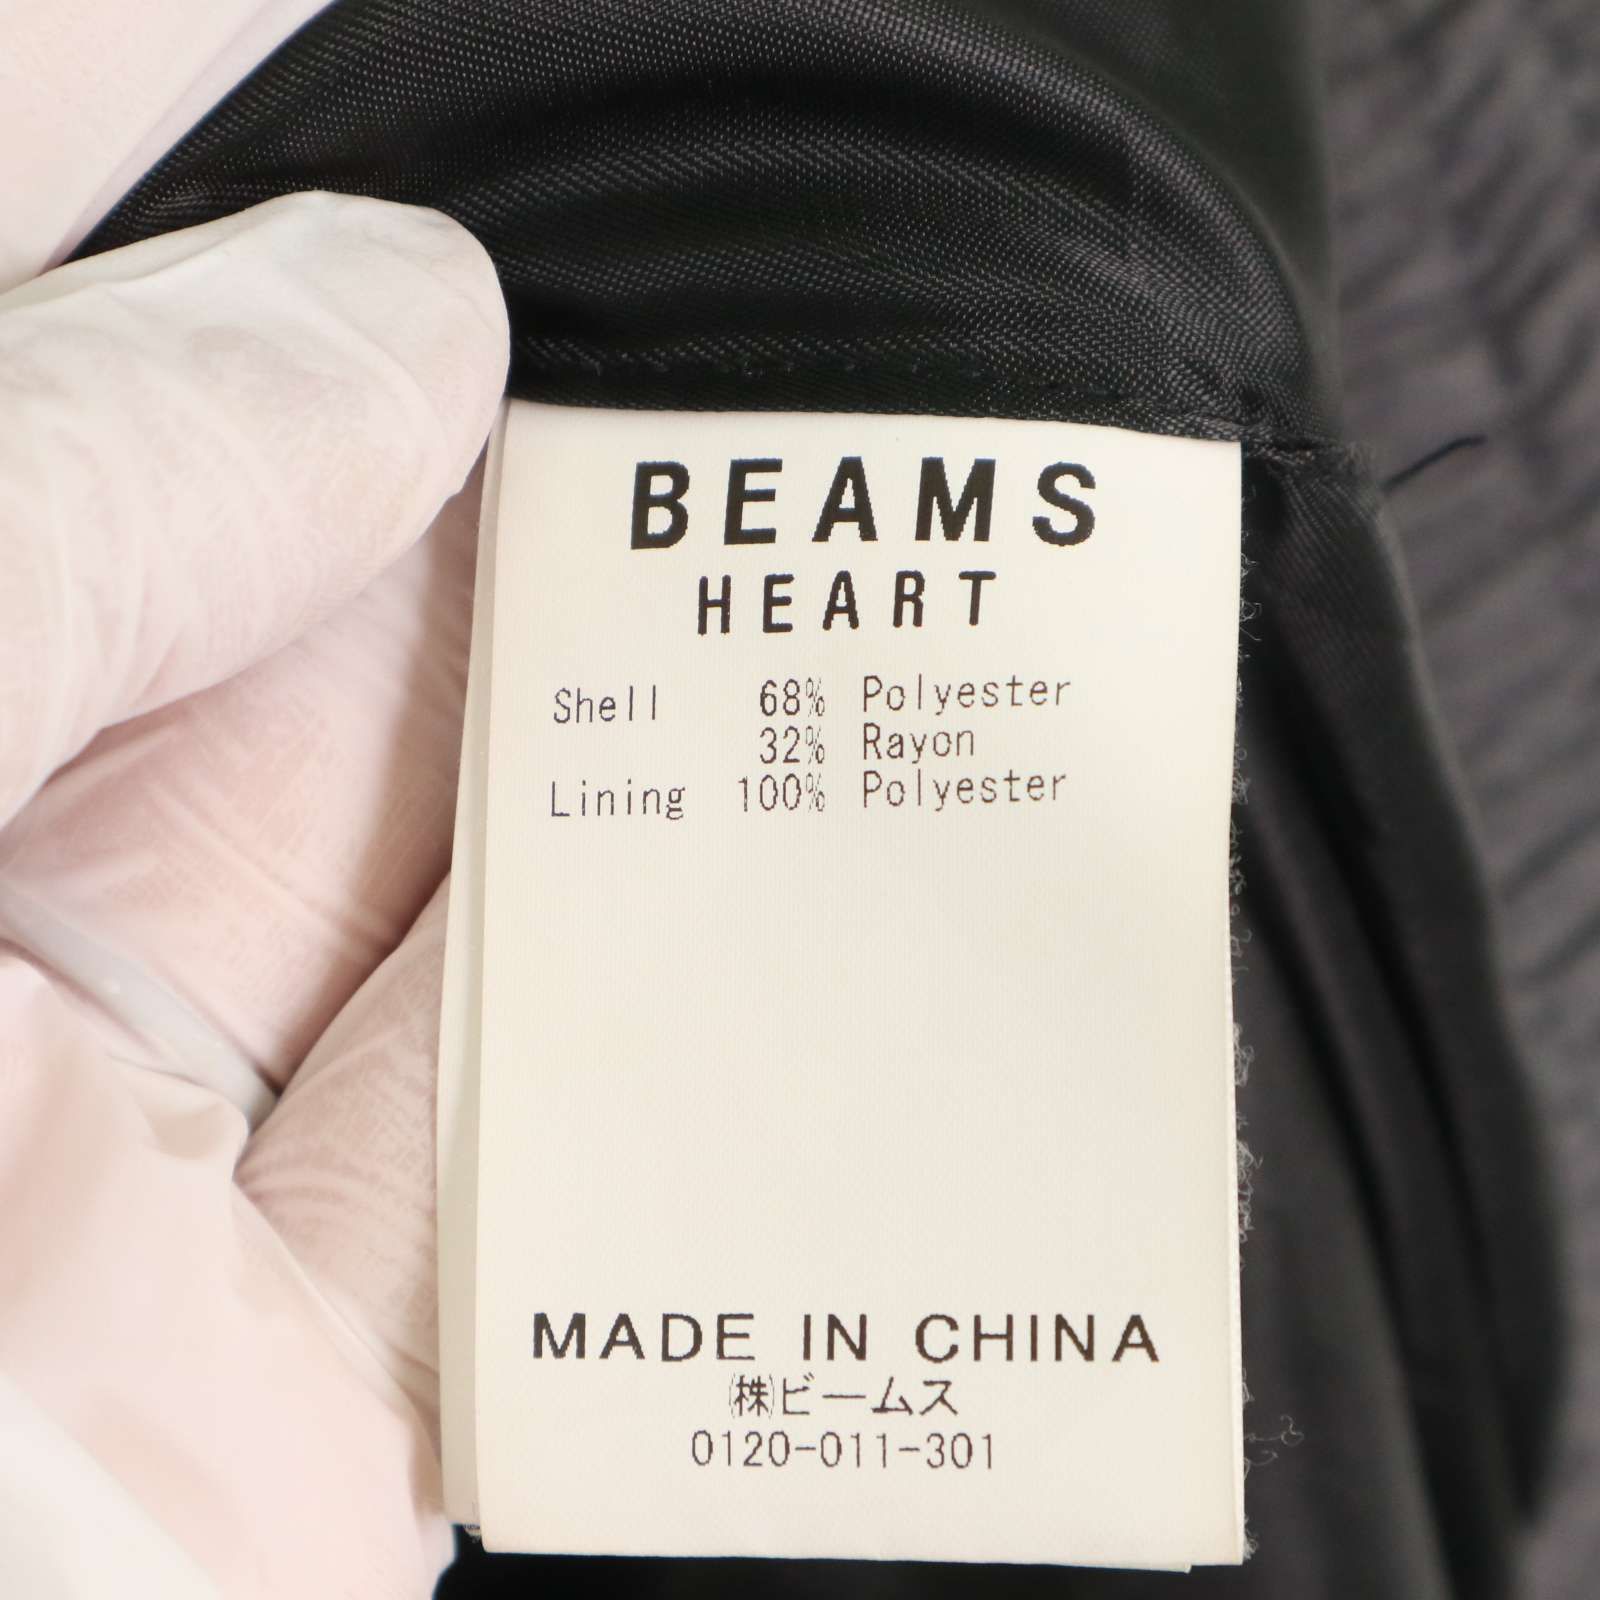 BEAMS
HEART
Shell 68% Polyester
32% Rayon
Lining 100% Polyester
MADE IN CHINA
㈱ビームス
0120-011-301